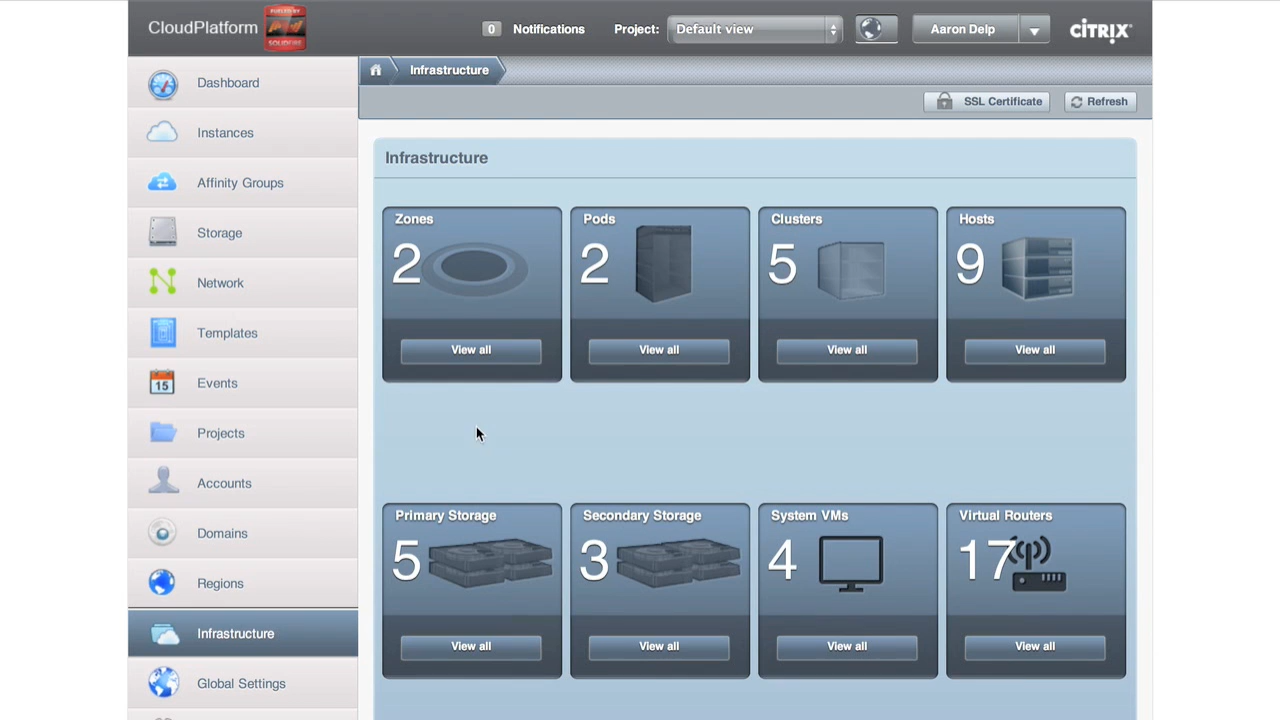 CloudPlatform
FUELED BY
SOLIDFIRE
0 Notifications
Project: Default view
Aaron Delp
CiTRIX
Dashboard
Instances
Affinity Groups
Storage
Network
Templates
15
Events
Projects
Accounts
Domains
Regions
Infrastructure
Global Settings
Infrastructure
SSL Certificate
Refresh
Infrastructure
Zones
2
View all
Pods
2
View all
Clusters
5
View all
Hosts
9
View all
Primary Storage
5
View all
Secondary Storage
3
View all
System VMs
4
View all
Virtual Routers
17
View all